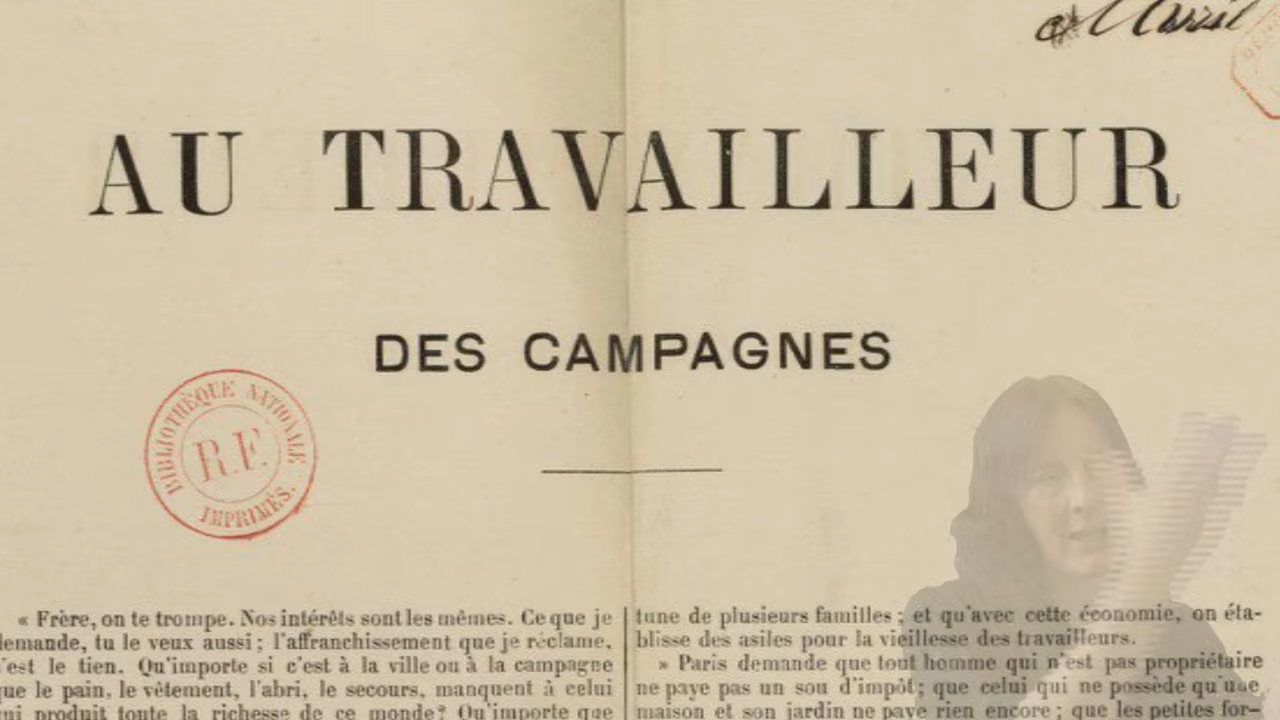 AU TRAVAILLEUR
DES CAMPAGNES
BIBLIOTHÈQUE NATIONALE
R.F.
IMPRIMÉS.
« Frère, on te trompe. Nos intérêts sont les mêmes. Ce que je
demande, tu le veux aussi ; l'affranchissement que je réclame,
c'est le tien. Qu'importe si c'est à la ville ou à la campagne
que le pain, le vêtement, l'abri, le secours, manquent à celui
qui produit toute la richesse de ce monde? Qu'importe que
tune de plusieurs familles ; et qu'avec cette économie, on éta-
blisse des asiles pour la vieillesse des travailleurs.
» Paris demande que tout homme qui n'est pas propriétaire
ne paye pas un sou d'impôt; que celui qui ne possède qu'une
maison et son jardin ne paye rien encore ; que les petites for-